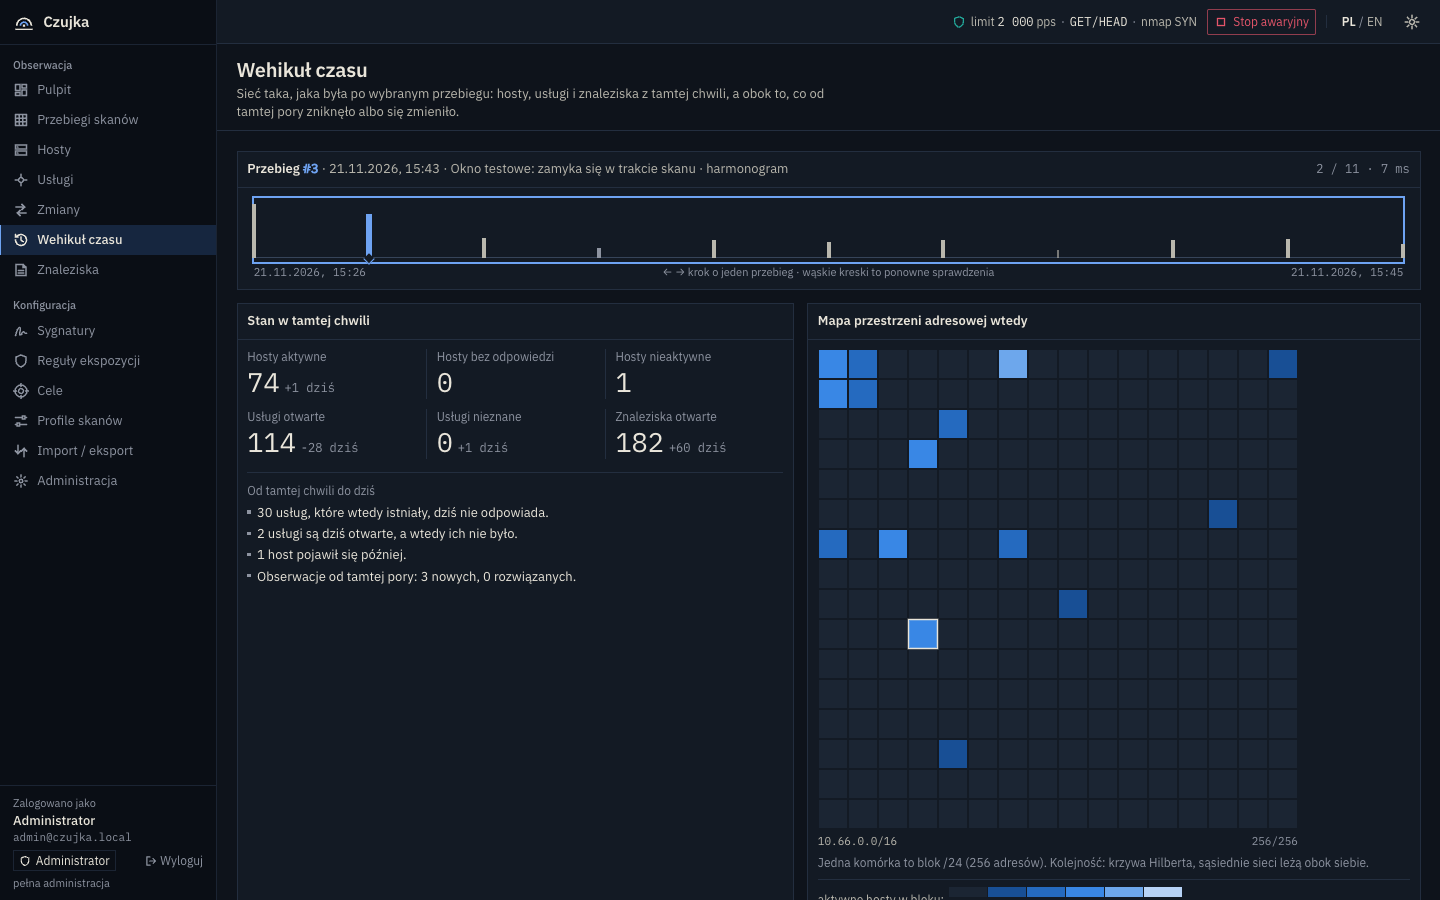 Czujka
limit 2 000 pps · GET/HEAD · nmap SYN
Stop awaryjny
PL / EN
Obserwacja
Pulpit
Przebiegi skanów
Hosty
Usługi
Zmiany
Wehikuł czasu
Znaleziska
Konfiguracja
Sygnatury
Reguły ekspozycji
Cele
Profile skanów
Import / eksport
Administracja
Zalogowano jako
Administrator
admin@czujka.local
Administrator
Wyloguj
pełna administracja
Wehikuł czasu
Sieć taka, jaka była po wybranym przebiegu: hosty, usługi i znaleziska z tamtej chwili, a obok to, co od
tamtej pory zniknęło albo się zmieniło.
Przebieg #3 · 21.11.2026, 15:43 · Okno testowe: zamyka się w trakcie skanu · harmonogram
2 / 11 · 7 ms
21.11.2026, 15:26
← → krok o jeden przebieg · wąskie kreski to ponowne sprawdzenia
21.11.2026, 15:45
Stan w tamtej chwili
Hosty aktywne
74 +1 dziś
Hosty bez odpowiedzi
0
Hosty nieaktywne
1
Usługi otwarte
114 -28 dziś
Usługi nieznane
0 +1 dziś
Znaleziska otwarte
182 +60 dziś
Od tamtej chwili do dziś
30 usług, które wtedy istniały, dziś nie odpowiada.
2 usługi są dziś otwarte, a wtedy ich nie było.
1 host pojawił się później.
Obserwacje od tamtej pory: 3 nowych, 0 rozwiązanych.
Mapa przestrzeni adresowej wtedy
10.66.0.0/16
256/256
Jedna komórka to blok /24 (256 adresów). Kolejność: krzywa Hilberta, sąsiednie sieci leżą obok siebie.
aktywne hosty w bloku: